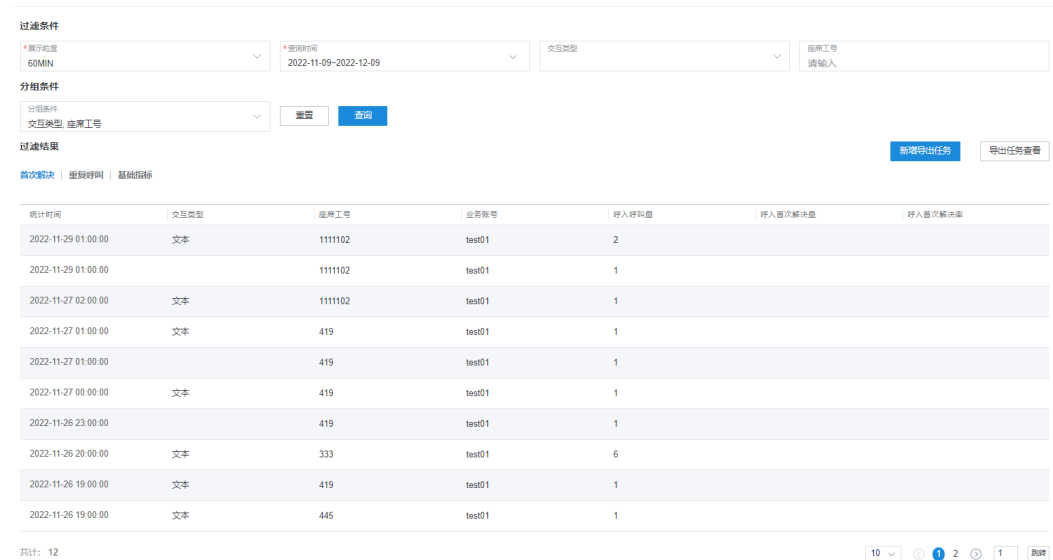 过滤条件
*展示粒度 *查询时间 交互类型 座席工号
60MIN 2022-11-09~2022-12-09 请输入
分组条件
分组条件
交互类型, 座席工号 重置 查询
过滤结果 新增导出任务 导出任务查看
首次解决 重复呼叫 基础指标
统计时间 交互类型 座席工号 业务账号 呼入呼叫量 呼入首次解决量 呼入首次解决率
2022-11-29 01:00:00 文本 1111102 test01 2
2022-11-29 01:00:00 1111102 test01 1
2022-11-27 02:00:00 文本 1111102 test01 1
2022-11-27 01:00:00 文本 419 test01 1
2022-11-27 01:00:00 419 test01 1
2022-11-27 00:00:00 文本 419 test01 1
2022-11-26 23:00:00 419 test01 1
2022-11-26 20:00:00 文本 333 test01 6
2022-11-26 19:00:00 文本 419 test01 1
2022-11-26 19:00:00 文本 445 test01 1
共计: 12 10 1 2 1 跳转